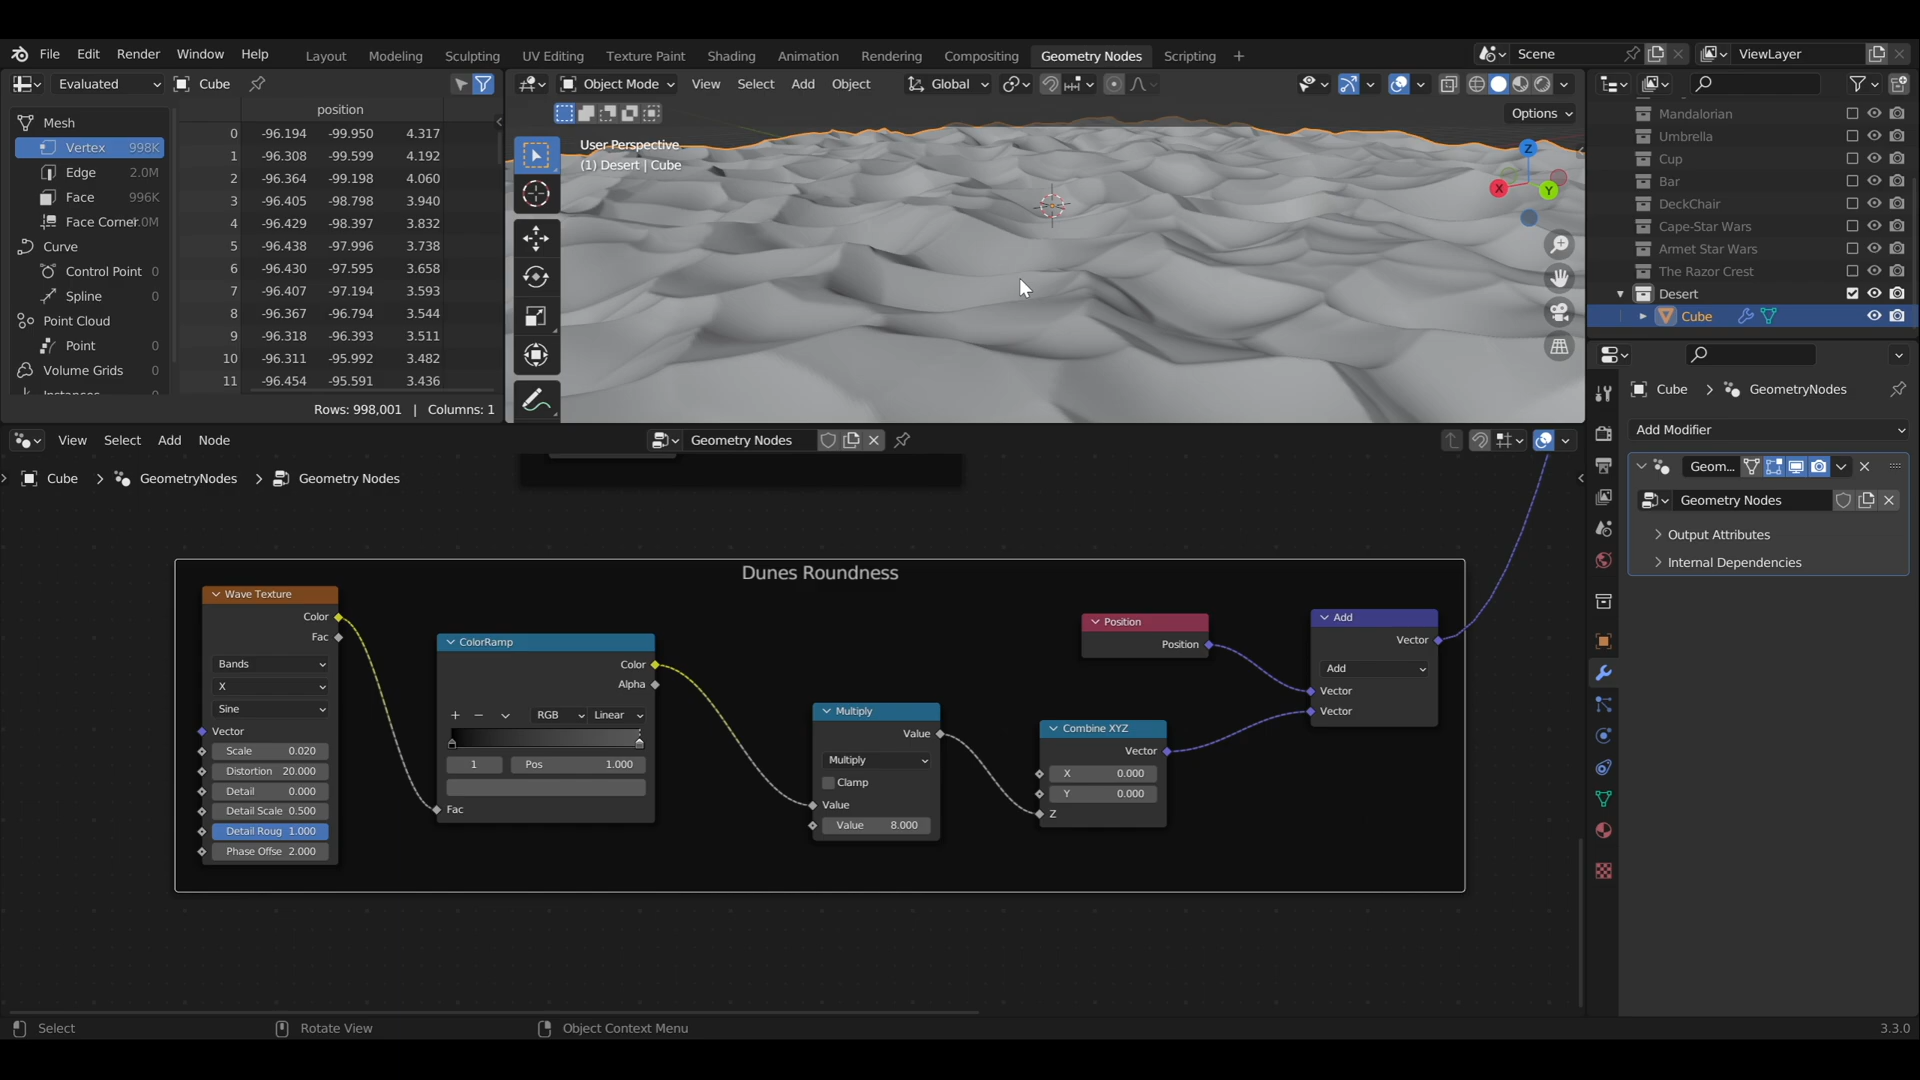 File Edit Render Window Help Layout Modeling Sculpting UV Editing Texture Paint Shading Animation Rendering Compositing Geometry Nodes Scripting + Scene ViewLayer
Evaluated Cube
position
Mesh
Vertex 998K
Edge 2.0M
Face 996K
Face Corner
Curve
Control Point 0
Spline 0
Point Cloud
Point 0
Volume Grids
0 -96.194 -99.950 4.317
1 -96.308 -99.599 4.192
2 -96.364 -99.198 4.060
3 -96.405 -98.798 3.940
4 -96.429 -98.397 3.832
5 -96.438 -97.996 3.738
6 -96.430 -97.595 3.658
7 -96.407 -97.194 3.593
8 -96.367 -96.794 3.544
9 -96.318 -96.393 3.511
10 -96.311 -95.992 3.482
11 -96.454 -95.591 3.436
Rows: 998,001 | Columns: 1
Object Mode View Select Add Object Global
Options
User Perspective
(1) Desert | Cube
Z
X
Y
Mandalorian
Umbrella
Cup
Bar
DeckChair
Cape-Star Wars
Armet Star Wars
The Razor Crest
Desert
Cube
View Select Add Node Geometry Nodes
Cube > GeometryNodes > Geometry Nodes
Dunes Roundness
Wave Texture
Color
Fac
Bands
X
Sine
Vector
Scale 0.020
Distortion 20.000
Detail 0.000
Detail Scale 0.500
Detail Roug 1.000
Phase Offse 2.000
ColorRamp
Color
Alpha
+ − RGB Linear
1 Pos 1.000
Fac
Multiply
Value
Multiply
Clamp
Value
Value 8.000
Position
Position
Combine XYZ
Vector
X 0.000
Y 0.000
Z
Add
Vector
Add
Vector
Vector
Cube > GeometryNodes
Add Modifier
Geom...
Geometry Nodes
Output Attributes
Internal Dependencies
Select Rotate View Object Context Menu 3.3.0